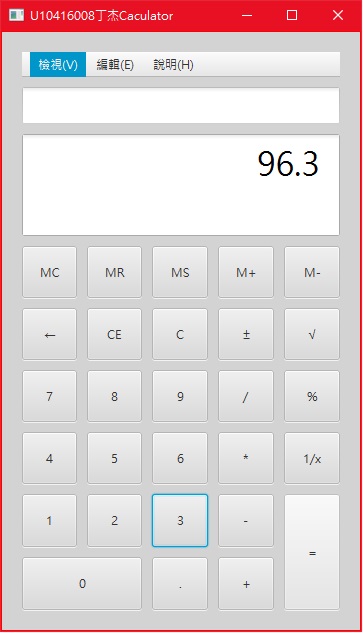 U10416008丁杰Caculator
檢視(V) 編輯(E) 說明(H)
96.3
MC MR MS M+ M-
← CE C ± √
7 8 9 / %
4 5 6 * 1/x
1 2 3 -
=
0 . +